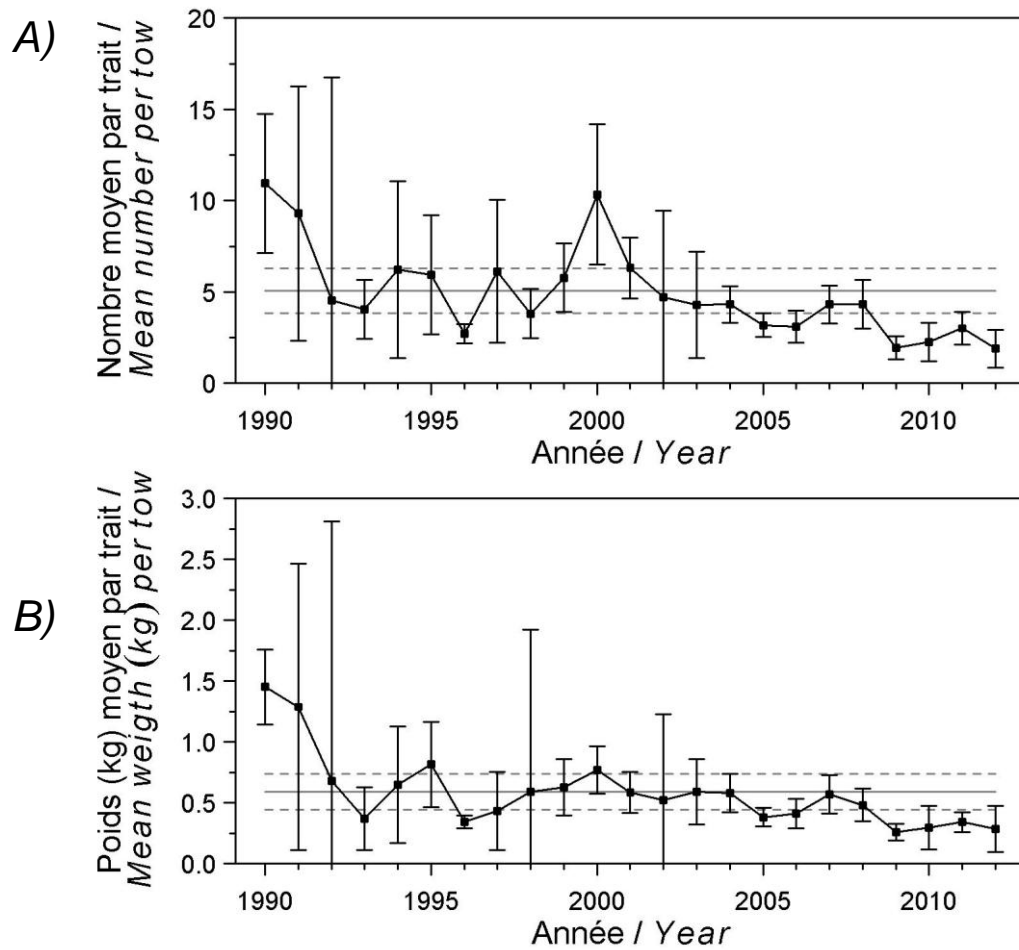 A)
Nombre moyen par trait /
Mean number per tow
20
15
10
5
0
1990 1995 2000 2005 2010
Année / Year
B)
Poids (kg) moyen par trait /
Mean weigth (kg) per tow
3.0
2.5
2.0
1.5
1.0
0.5
0.0
1990 1995 2000 2005 2010
Année / Year